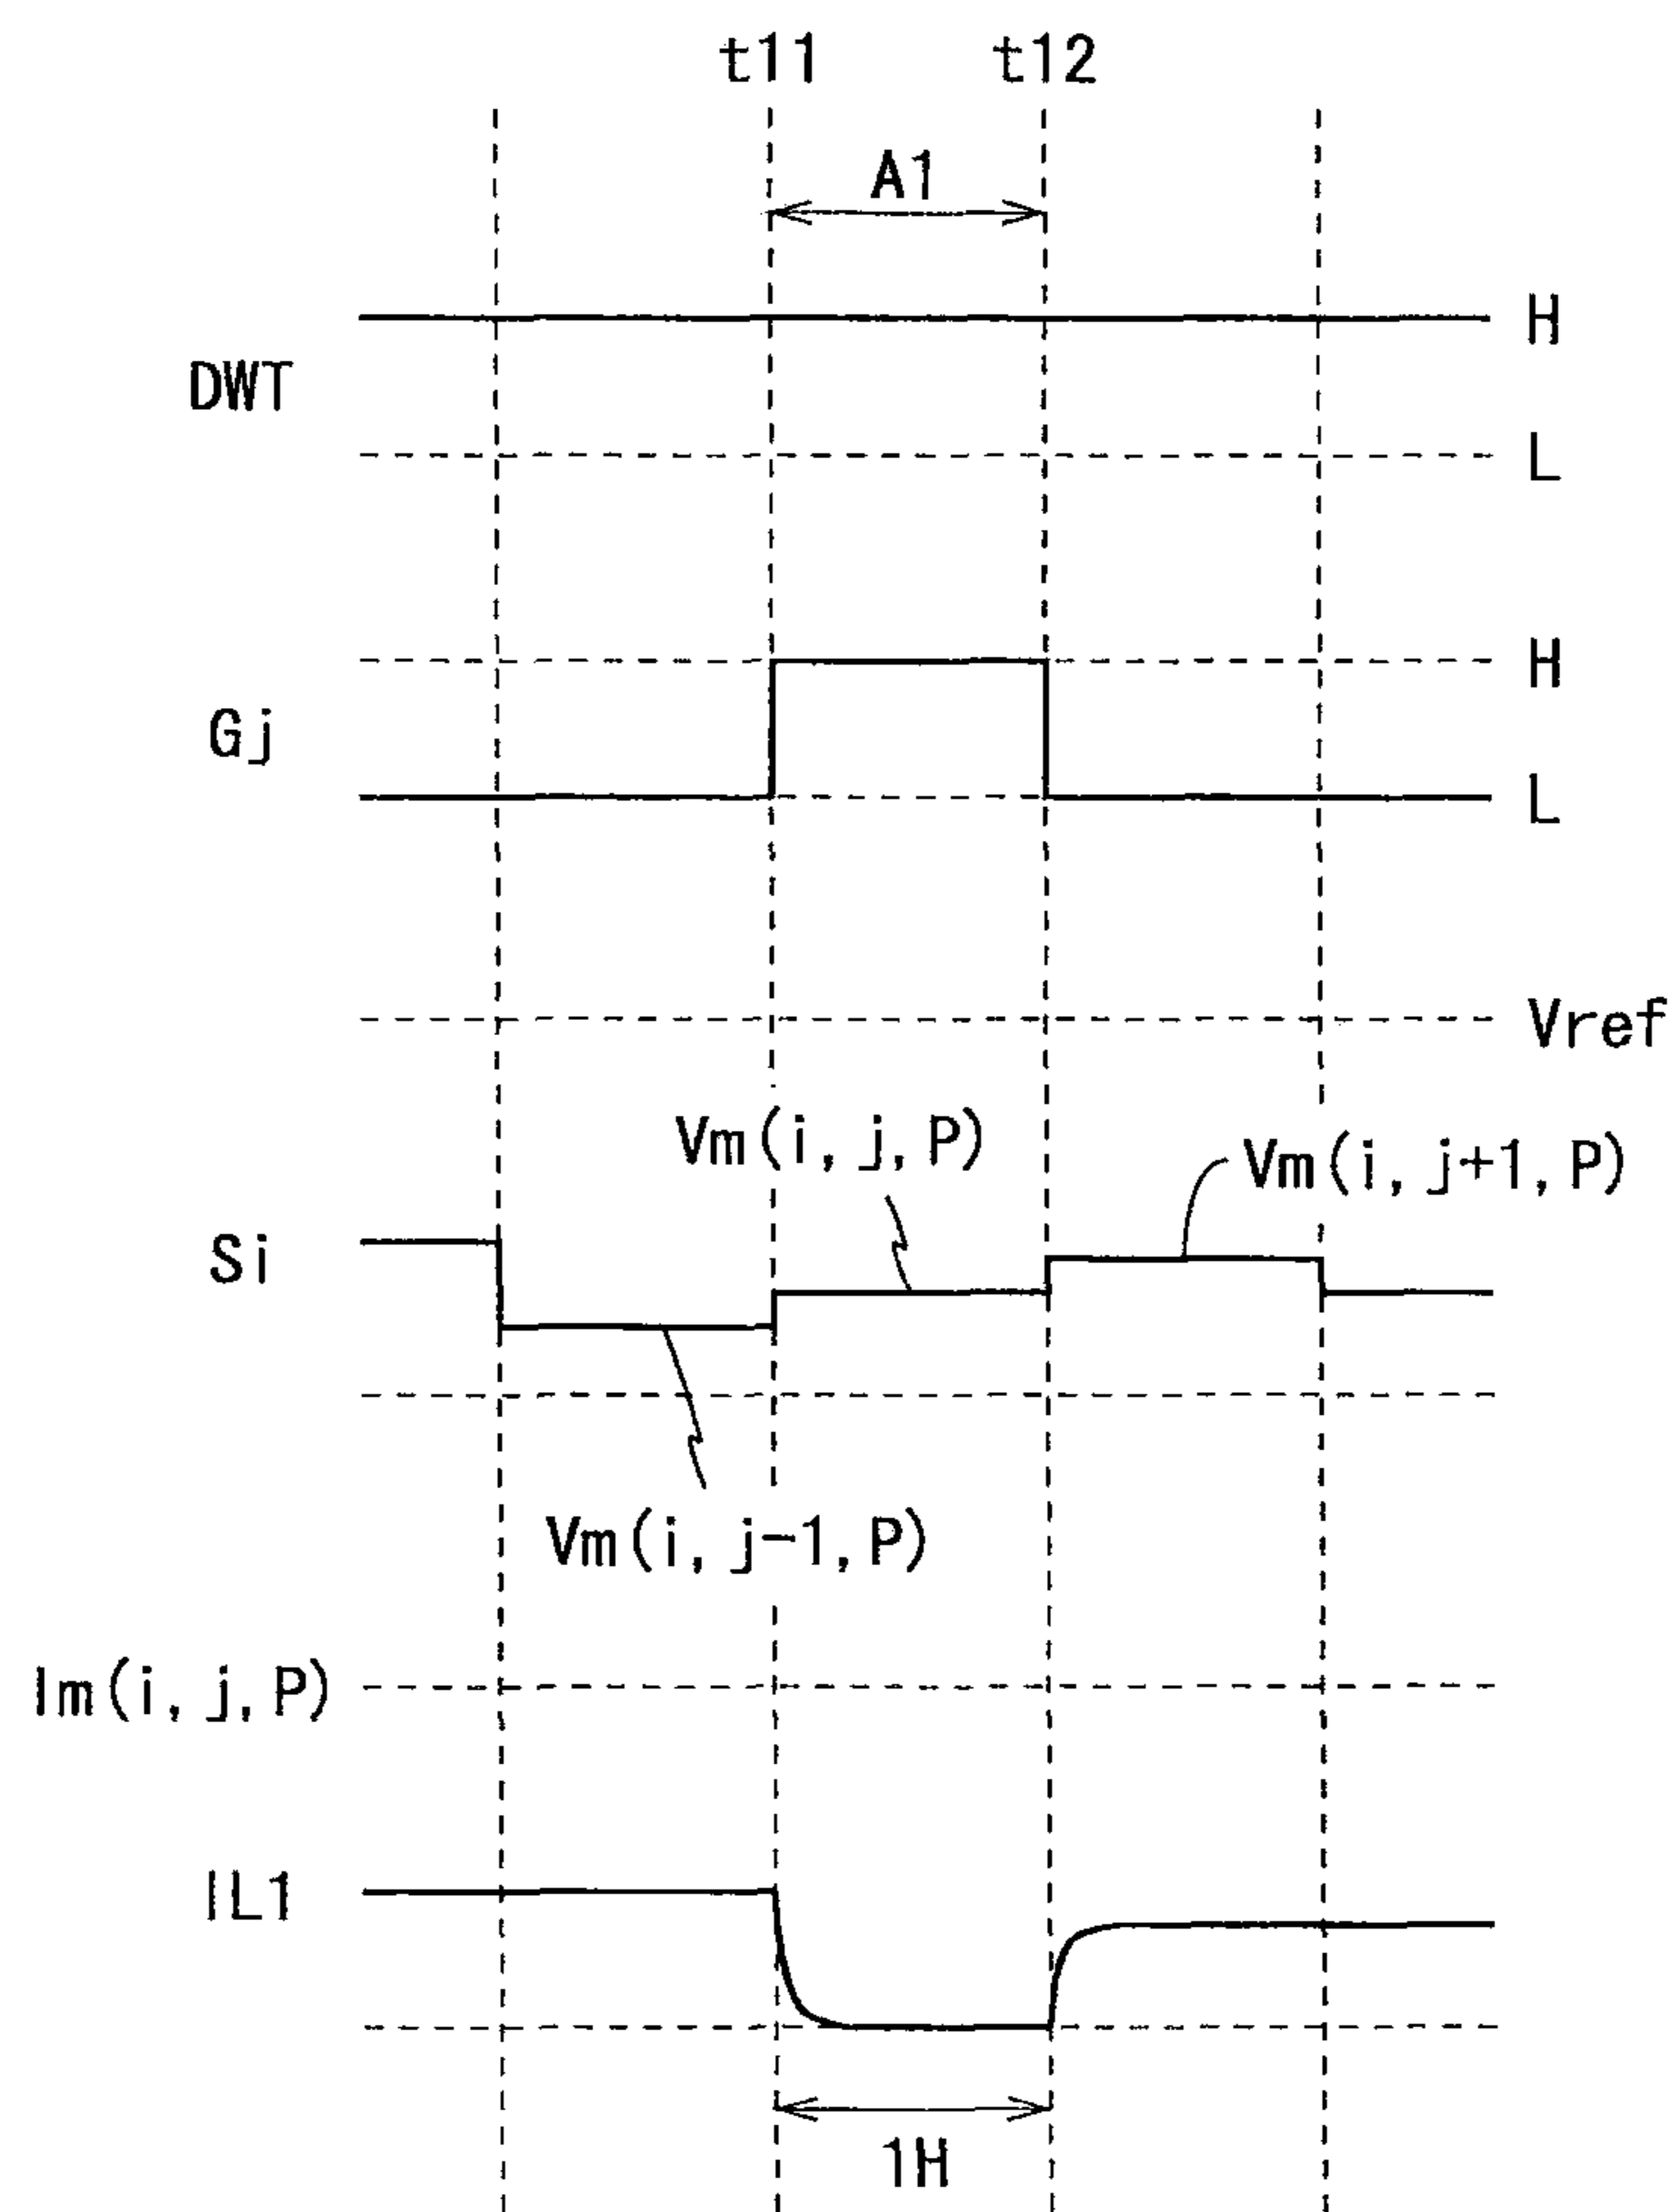 t11 t12
A1
H
DWT
L
H
Gj
L
Vref
Vm(i, j, P)
Vm(i, j+1, P)
Si
Vm(i, j-1, P)
Im(i, j, P)
IL1
1H